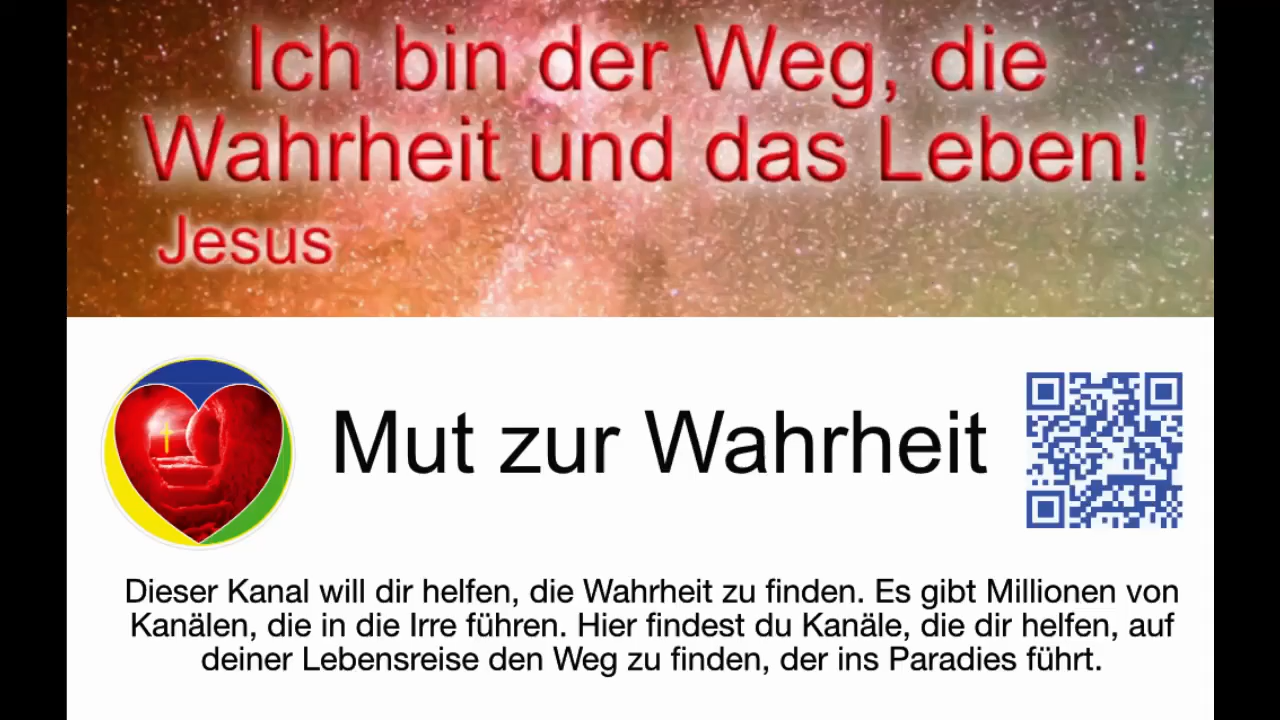 Ich bin der Weg, die
Wahrheit und das Leben!
Jesus
Mut zur Wahrheit
Dieser Kanal will dir helfen, die Wahrheit zu finden. Es gibt Millionen von
Kanälen, die in die Irre führen. Hier findest du Kanäle, die dir helfen, auf
deiner Lebensreise den Weg zu finden, der ins Paradies führt.